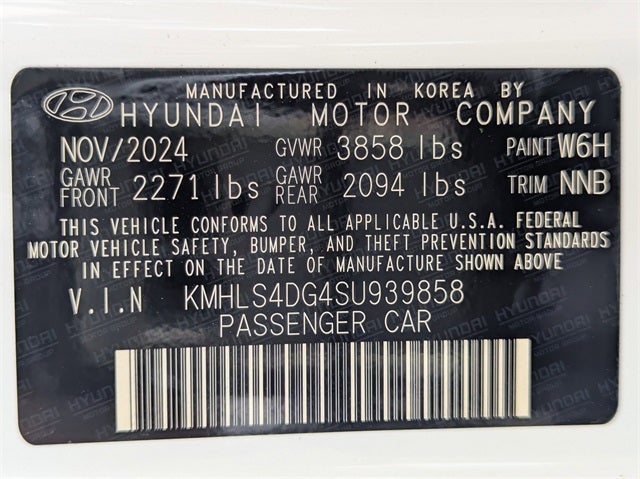 MANUFACTURED IN KOREA BY
HYUNDAI MOTOR COMPANY
NOV/2024 GVWR 3858 lbs PAINT W6H
GAWR FRONT 2271 lbs GAWR REAR 2094 lbs TRIM NNB
THIS VEHICLE CONFORMS TO ALL APPLICABLE U.S.A. FEDERAL
MOTOR VEHICLE SAFETY, BUMPER, AND THEFT PREVENTION STANDARDS
IN EFFECT ON THE DATE OF MANUFACTURE SHOWN ABOVE
V.I.N KMHLS4DG4SU939858
PASSENGER CAR